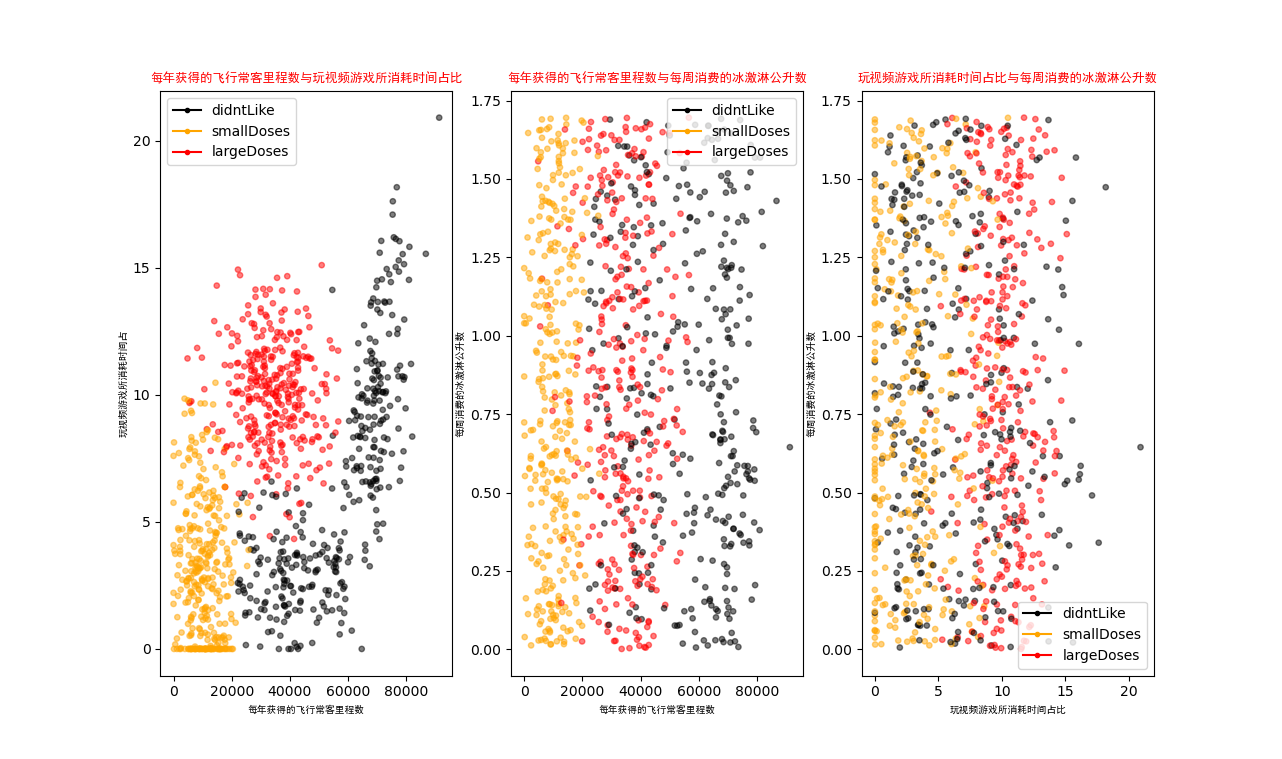 每年获得的飞行常客里程数与玩视频游戏所消耗时间占比
didntLike
smallDoses
largeDoses
20
15
10
5
0
玩视频游戏所消耗时间占
0 20000 40000 60000 80000
每年获得的飞行常客里程数
每年获得的飞行常客里程数与每周消费的冰激淋公升数
didntLike
smallDoses
largeDoses
1.75
1.50
1.25
1.00
0.75
0.50
0.25
0.00
每周消费的冰激淋公升数
0 20000 40000 60000 80000
每年获得的飞行常客里程数
玩视频游戏所消耗时间占比与每周消费的冰激淋公升数
1.75
1.50
1.25
1.00
0.75
0.50
0.25
0.00
每周消费的冰激淋公升数
didntLike
smallDoses
largeDoses
0 5 10 15 20
玩视频游戏所消耗时间占比